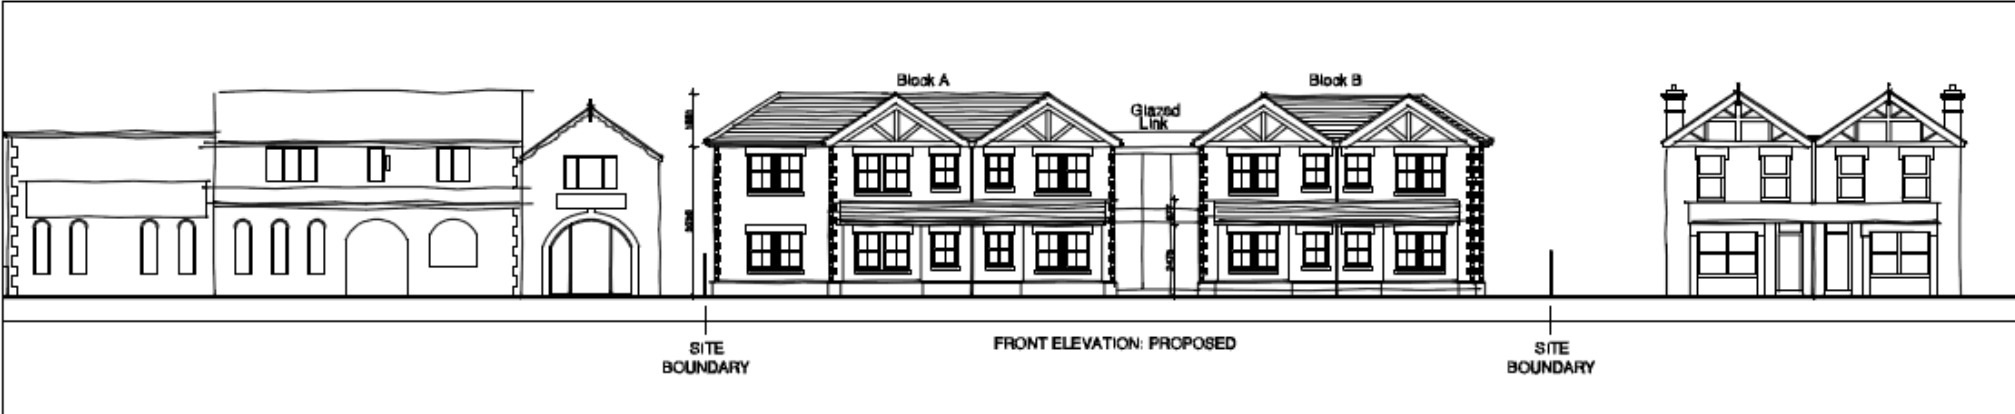 Block A
Block B
Glazed
Link
FRONT ELEVATION: PROPOSED
SITE
BOUNDARY
SITE
BOUNDARY